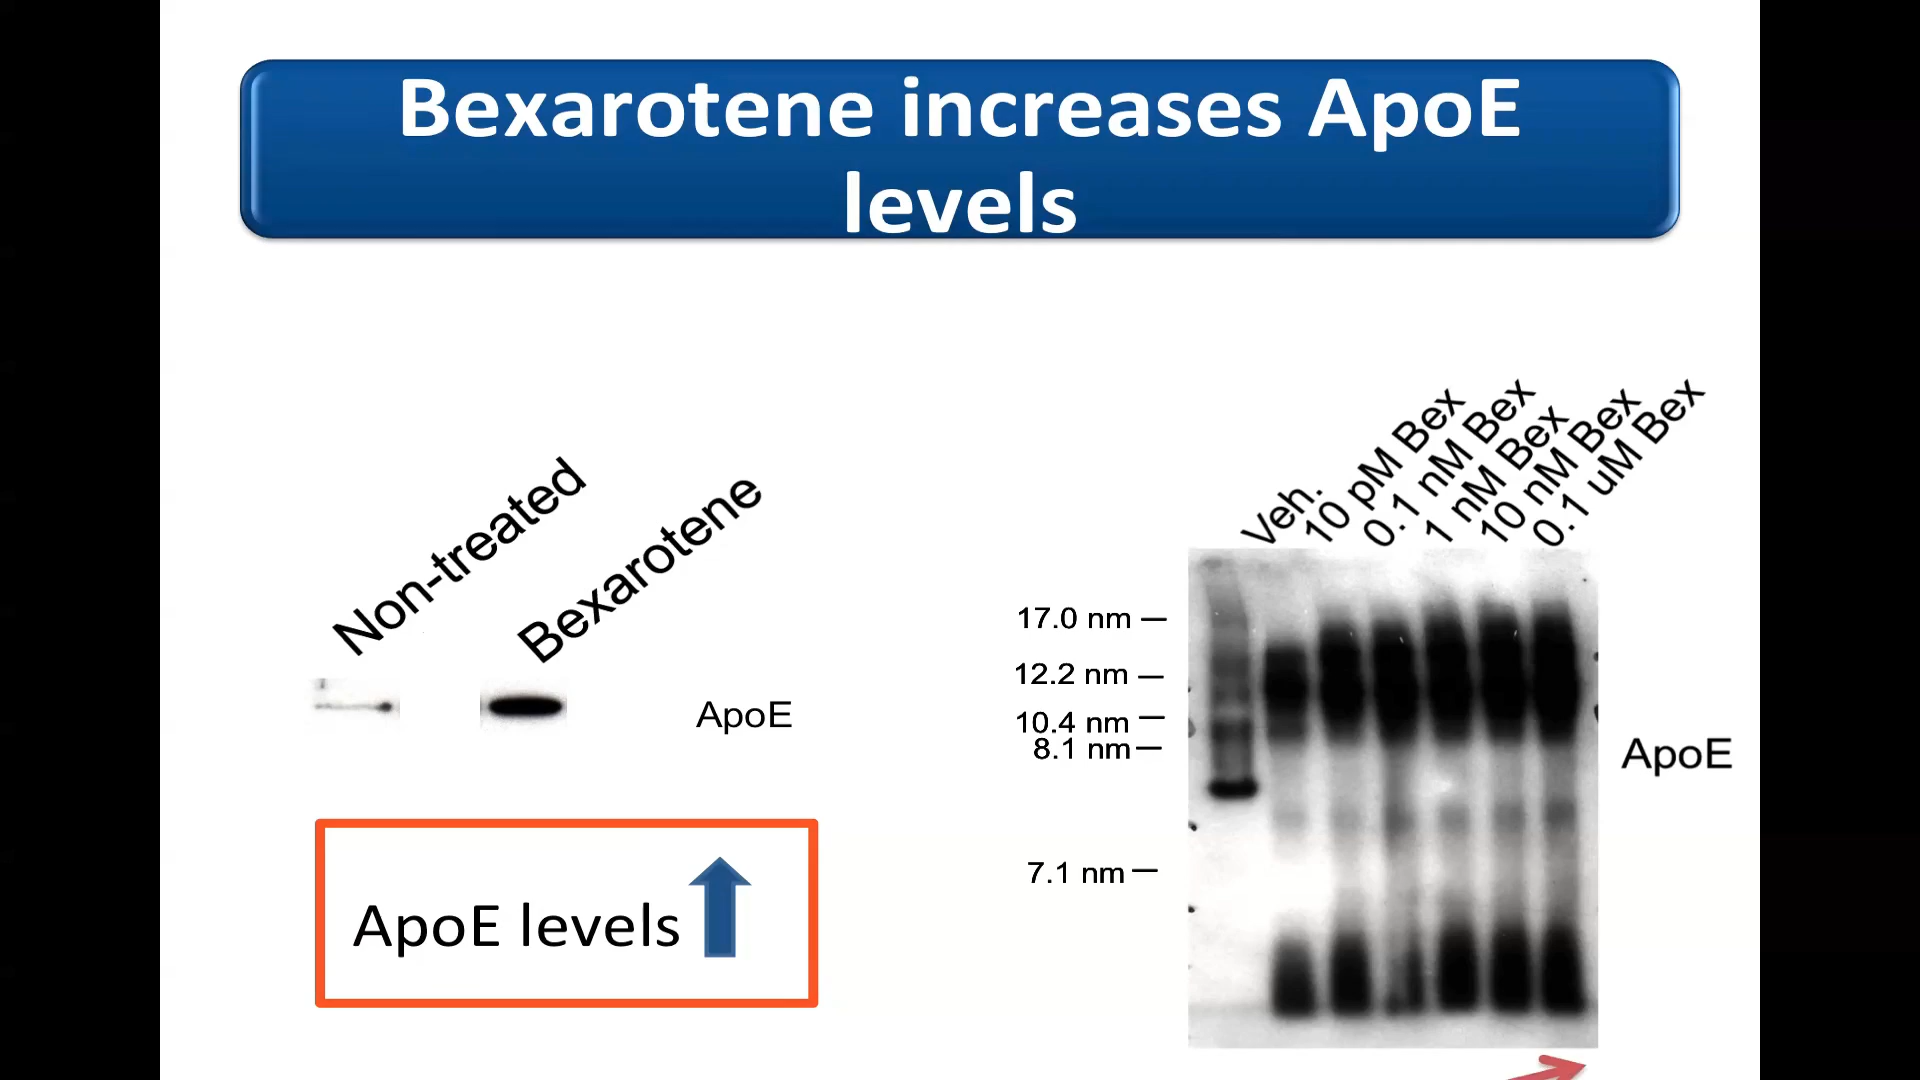 Bexarotene increases ApoE
levels
Non-treated
Bexarotene
ApoE
ApoE levels
Veh.
10 pM Bex
0.1 nM Bex
1 nM Bex
10 nM Bex
0.1 uM Bex
17.0 nm
12.2 nm
10.4 nm
8.1 nm
7.1 nm
ApoE